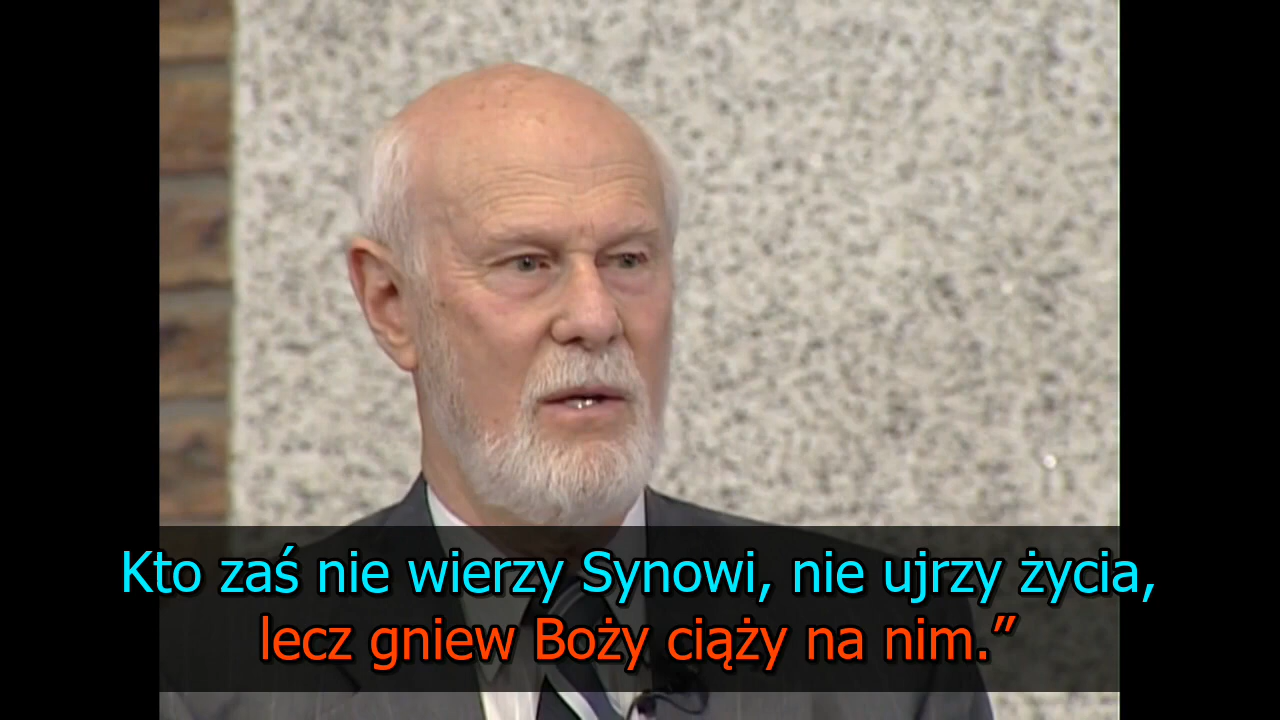 Kto zaś nie wierzy Synowi, nie ujrzy życia,
lecz gniew Boży ciąży na nim.”